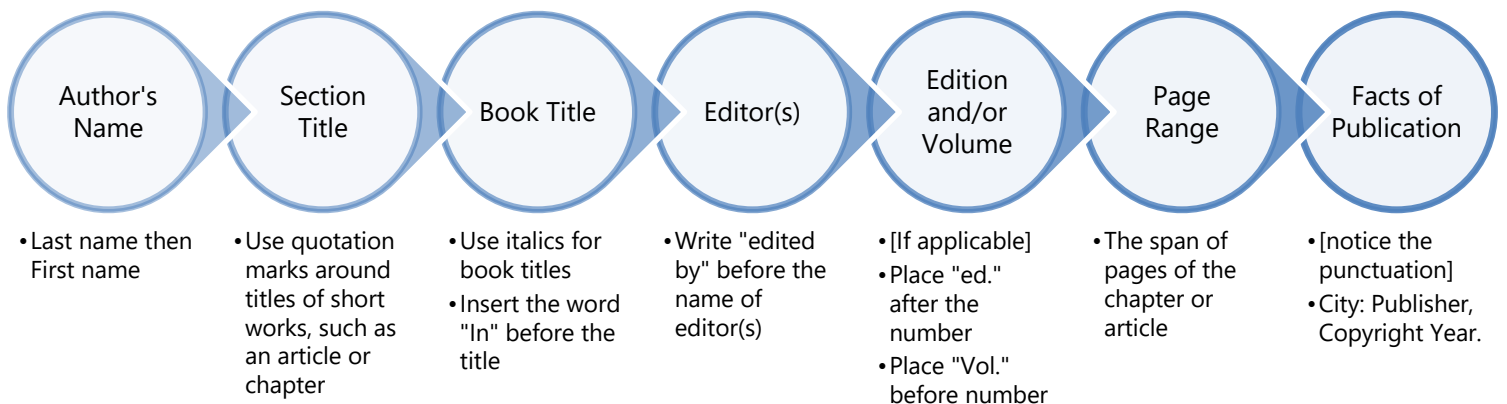 Author's
Name
Section
Title
Book Title
Editor(s)
Edition
and/or
Volume
Page
Range
Facts of
Publication
•Last name then
First name
•Use quotation
marks around
titles of short
works, such as
an article or
chapter
•Use italics for
book titles
•Insert the word
"In" before the
title
•Write "edited
by" before the
name of
editor(s)
•[If applicable]
•Place "ed."
after the
number
•Place "Vol."
before number
•The span of
pages of the
chapter or
article
•[notice the
punctuation]
•City: Publisher,
Copyright Year.